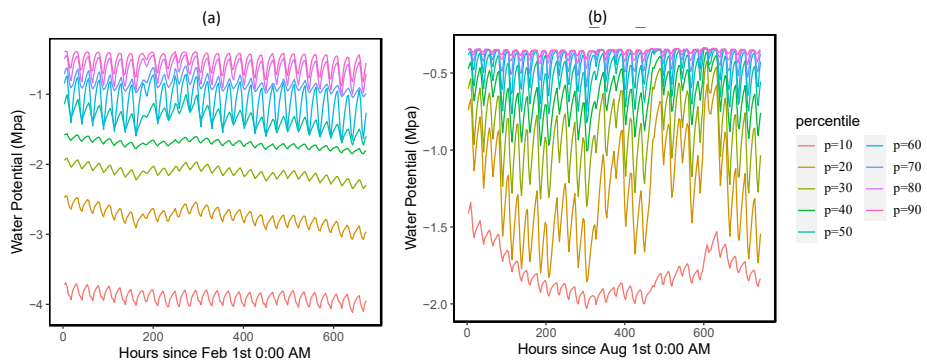 (a)
(b)
Water Potential (Mpa)
−1
−2
−3
−4
0
200
400
600
Hours since Feb 1st 0:00 AM
Water Potential (Mpa)
−0.5
−1.0
−1.5
−2.0
0
200
400
600
Hours since Aug 1st 0:00 AM
percentile
p=10
p=20
p=30
p=40
p=50
p=60
p=70
p=80
p=90